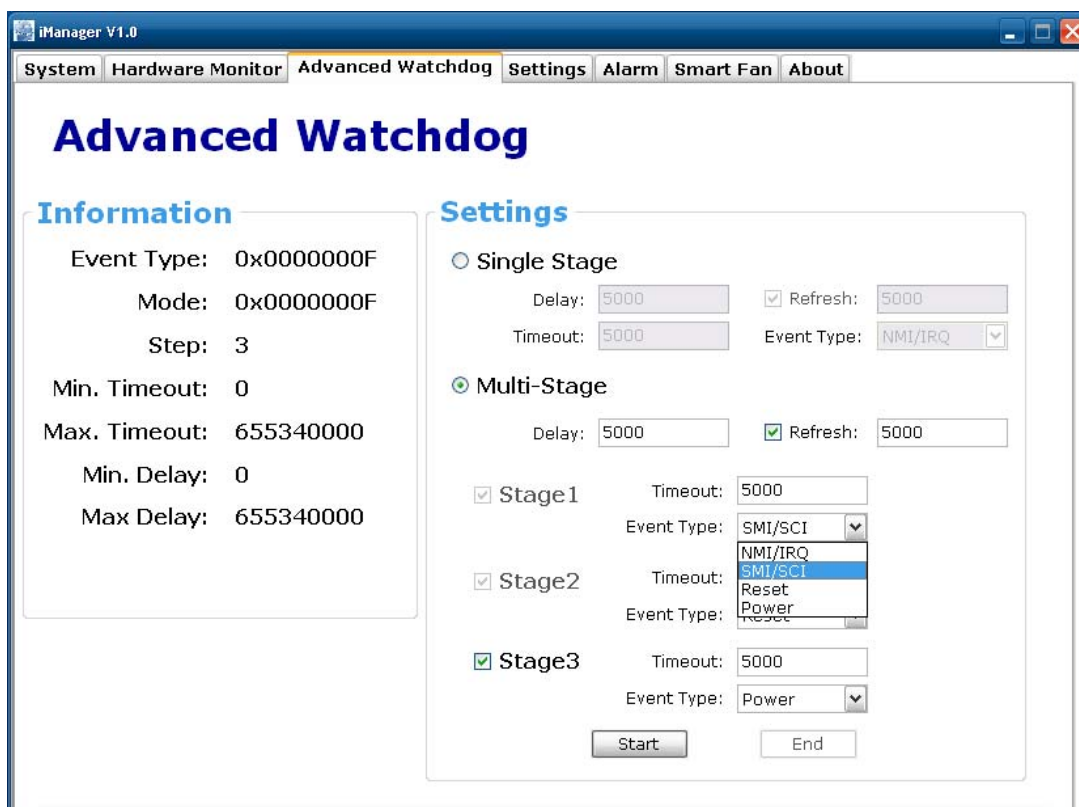 iManager V1.0
System Hardware Monitor Advanced Watchdog Settings Alarm Smart Fan About
Advanced Watchdog
Information
Event Type: 0x0000000F
Mode: 0x0000000F
Step: 3
Min. Timeout: 0
Max. Timeout: 655340000
Min. Delay: 0
Max Delay: 655340000
Settings
Single Stage
Delay: 5000 Refresh: 5000
Timeout: 5000 Event Type: NMI/IRQ
Multi-Stage
Delay: 5000 Refresh: 5000
Stage1 Timeout: 5000
Event Type: SMI/SCI
NMI/IRQ
SMI/SCI
Reset
Power
Stage2 Timeout:
Event Type: Reset
Stage3 Timeout: 5000
Event Type: Power
Start End